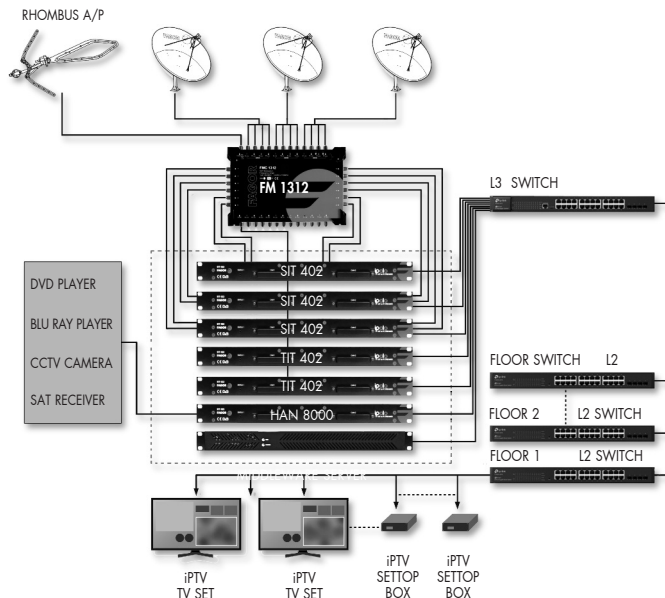 RHOMBUS A/P
FM 1312
L3 SWITCH
SIT 402
SIT 402
SIT 402
TIT 402
TIT 402
HAN 8000
DVD PLAYER
BLU RAY PLAYER
CCTV CAMERA
SAT RECEIVER
FLOOR SWITCH L2
FLOOR 2 L2 SWITCH
FLOOR 1 L2 SWITCH
MIDDLEWARE SERVER
iPTV
TV SET
iPTV
TV SET
iPTV
SETTOP
BOX
iPTV
SETTOP
BOX